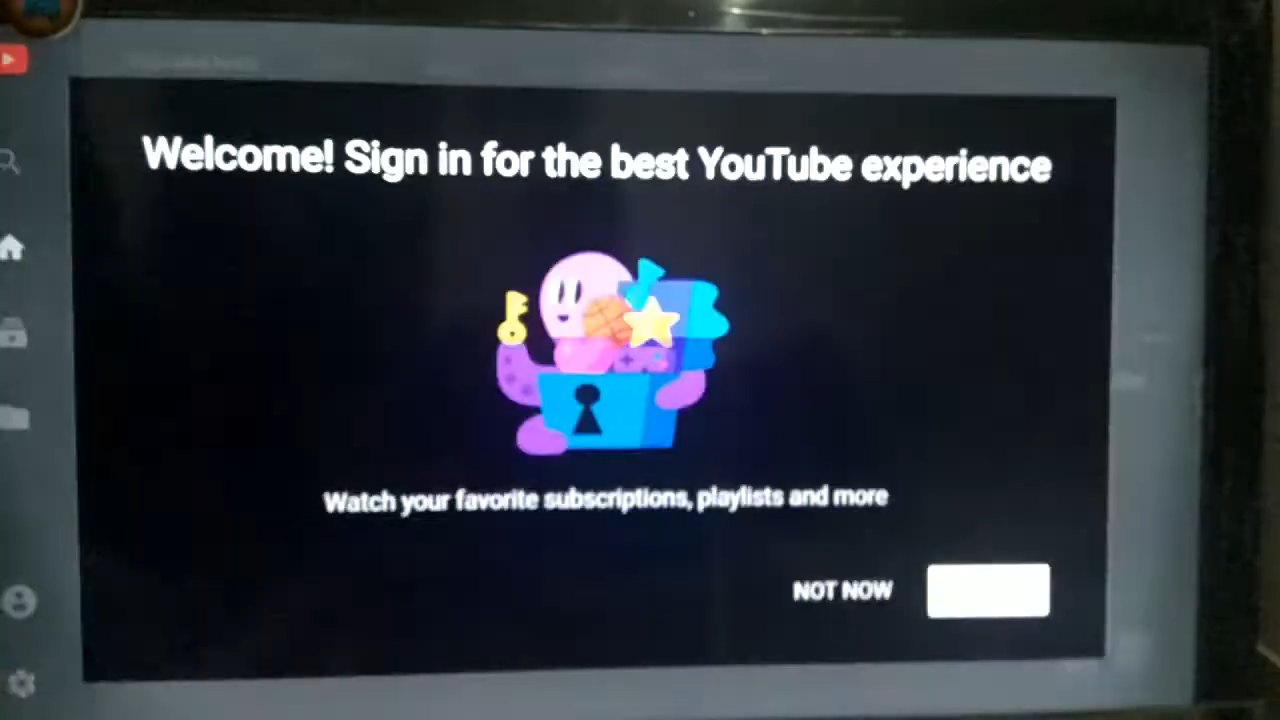 Welcome! Sign in for the best YouTube experience
Watch your favorite subscriptions, playlists and more
NOT NOW